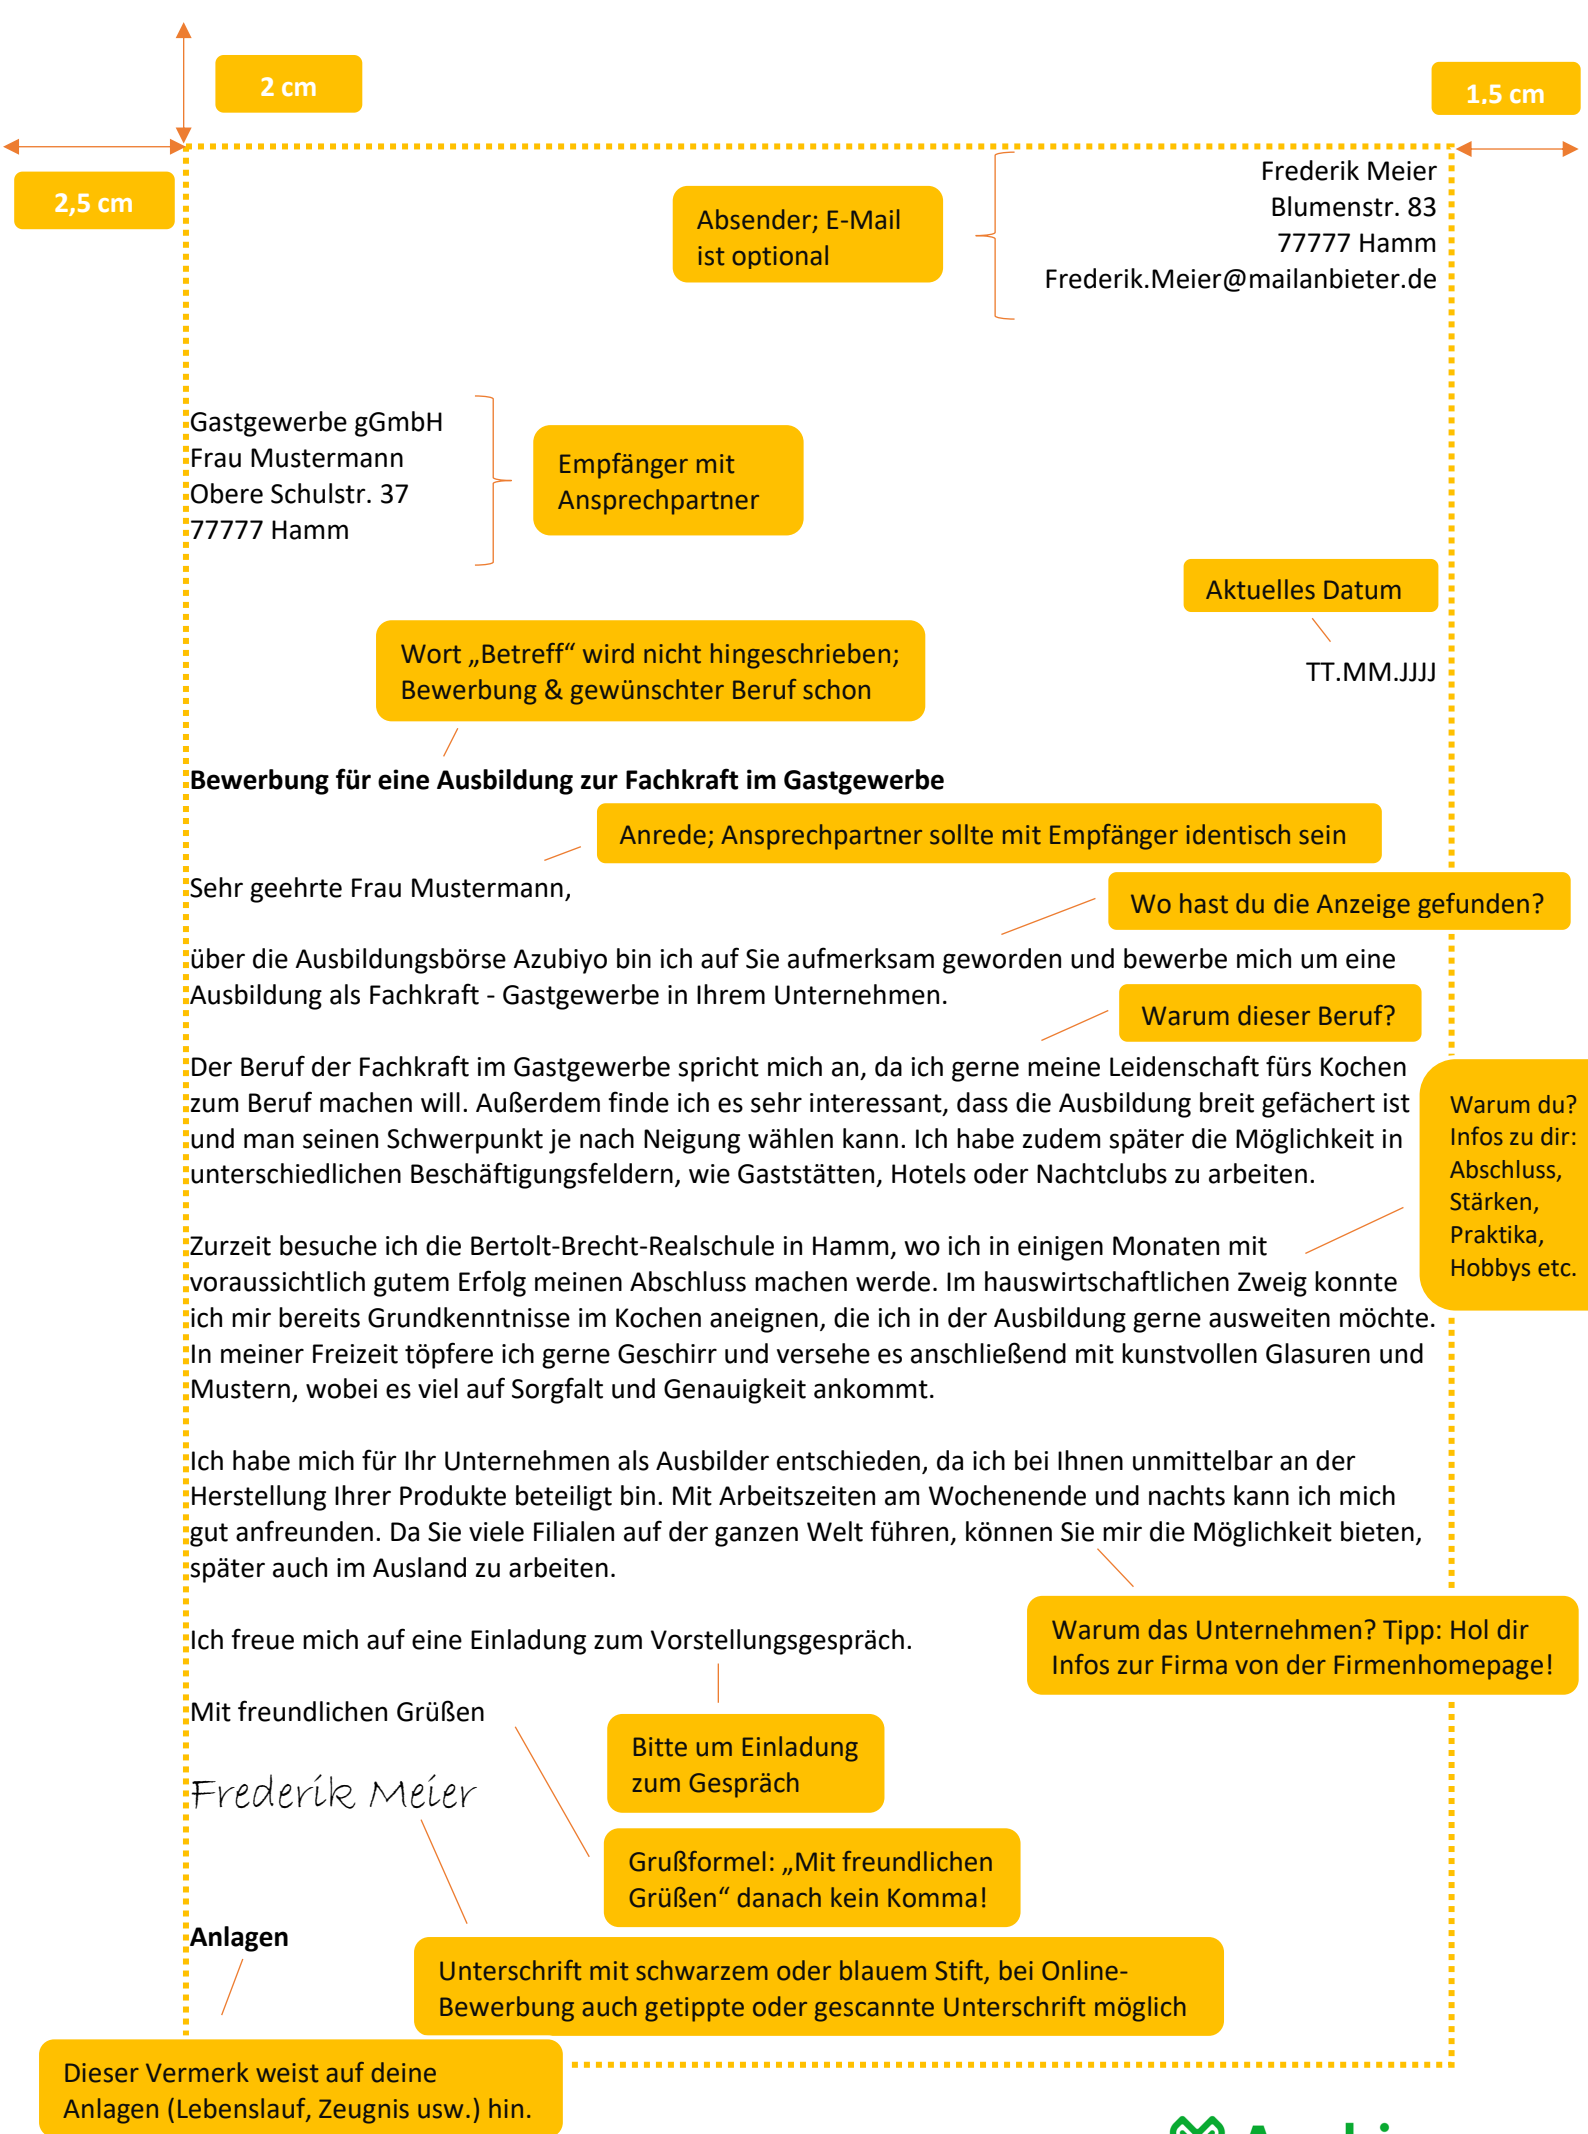 2 cm
1.5 cm
2,5 cm
Frederik Meier
Blumenstr. 83
77777 Hamm
Frederik.Meier@mailanbieter.de
Absender; E-Mail
ist optional
Gastgewerbe gGmbH
Frau Mustermann
Obere Schulstr. 37
77777 Hamm
Empfänger mit
Ansprechpartner
Aktuelles Datum
TT.MM.JJJJ
Wort „Betreff“ wird nicht hingeschrieben;
Bewerbung & gewünschter Beruf schon
Bewerbung für eine Ausbildung zur Fachkraft im Gastgewerbe
Anrede; Ansprechpartner sollte mit Empfänger identisch sein
Sehr geehrte Frau Mustermann,
Wo hast du die Anzeige gefunden?
über die Ausbildungsbörse Azubiyo bin ich auf Sie aufmerksam geworden und bewerbe mich um eine
Ausbildung als Fachkraft - Gastgewerbe in Ihrem Unternehmen.
Warum dieser Beruf?
Der Beruf der Fachkraft im Gastgewerbe spricht mich an, da ich gerne meine Leidenschaft fürs Kochen
zum Beruf machen will. Außerdem finde ich es sehr interessant, dass die Ausbildung breit gefächert ist
und man seinen Schwerpunkt je nach Neigung wählen kann. Ich habe zudem später die Möglichkeit in
unterschiedlichen Beschäftigungsfeldern, wie Gaststätten, Hotels oder Nachtclubs zu arbeiten.
Warum du?
Infos zu dir:
Abschluss,
Stärken,
Praktika,
Hobbys etc.
Zurzeit besuche ich die Bertolt-Brecht-Realschule in Hamm, wo ich in einigen Monaten mit
voraussichtlich gutem Erfolg meinen Abschluss machen werde. Im hauswirtschaftlichen Zweig konnte
ich mir bereits Grundkenntnisse im Kochen aneignen, die ich in der Ausbildung gerne ausweiten möchte.
In meiner Freizeit töpfere ich gerne Geschirr und versehe es anschließend mit kunstvollen Glasuren und
Mustern, wobei es viel auf Sorgfalt und Genauigkeit ankommt.
Ich habe mich für Ihr Unternehmen als Ausbilder entschieden, da ich bei Ihnen unmittelbar an der
Herstellung Ihrer Produkte beteiligt bin. Mit Arbeitszeiten am Wochenende und nachts kann ich mich
gut anfreunden. Da Sie viele Filialen auf der ganzen Welt führen, können Sie mir die Möglichkeit bieten,
später auch im Ausland zu arbeiten.
Warum das Unternehmen? Tipp: Hol dir
Infos zur Firma von der Firmenhomepage!
Ich freue mich auf eine Einladung zum Vorstellungsgespräch.
Mit freundlichen Grüßen
Bitte um Einladung
zum Gespräch
Frederik Meier
Grußformel: „Mit freundlichen
Grüßen“ danach kein Komma!
Anlagen
Unterschrift mit schwarzem oder blauem Stift, bei Online-
Bewerbung auch getippte oder gescannte Unterschrift möglich
Dieser Vermerk weist auf deine
Anlagen (Lebenslauf, Zeugnis usw.) hin.